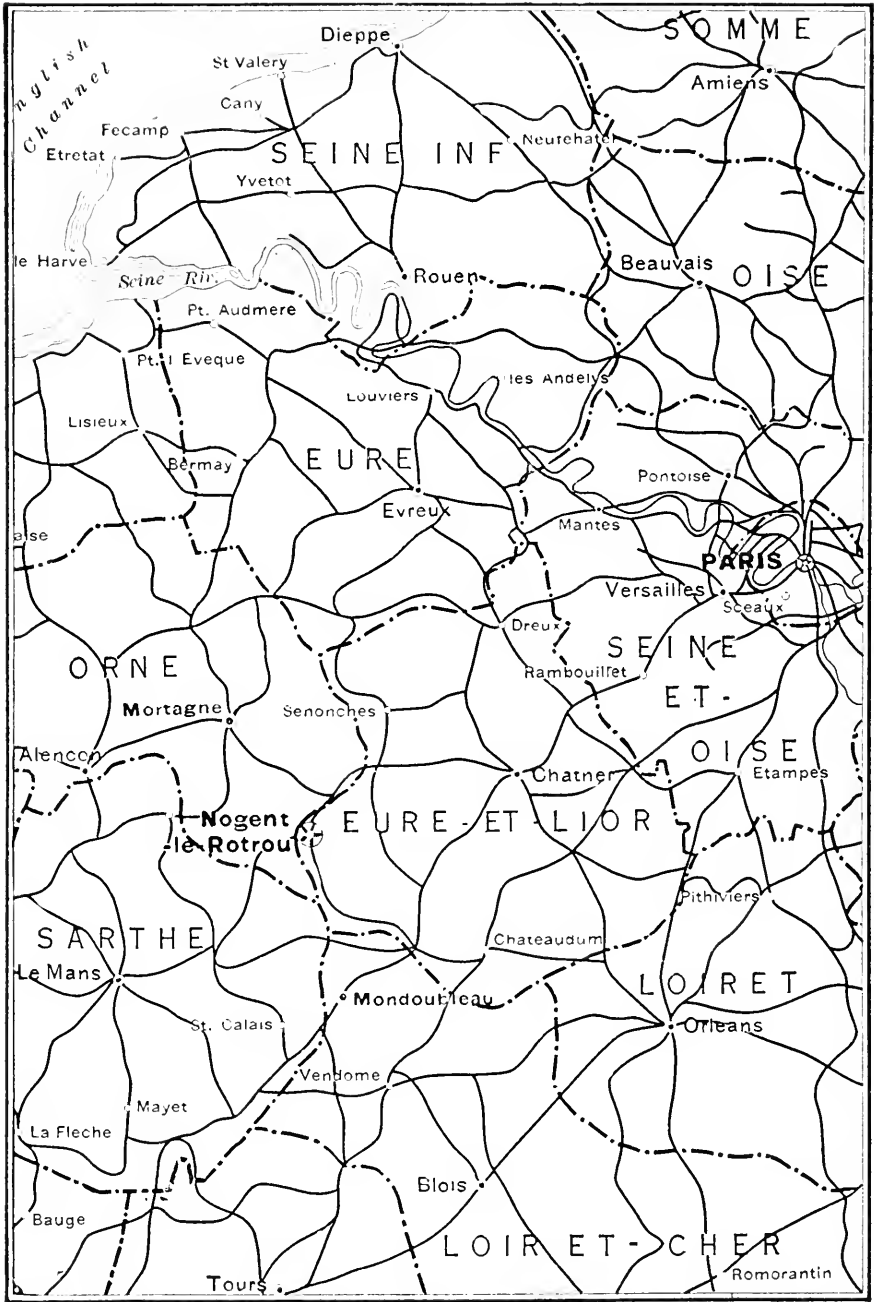 Dieppe
SOMME
nglish
Channel
St Valery
Amiens
Cany
Fecamp
Etretat
SEINE INF
Neufchatel
Yvetot
le Harve
Seine Riv.
Rouen
Beauvais
OISE
Pt. Audmere
Pt. l Eveque
les Andelys
Louviers
Lisieux
Bermay
EURE
Pontoise
Evreux
Mantes
aise
PARIS
Versailles
Sceaux
Dreux
SEINE
ORNE
Rambouillet
ET-
Mortagne
Senonches
OISE
Alencon
Chatner
Etampes
Nogent
le-Rotrou
EURE-ET-LIOR
Pithiviers
SARTHE
Chateaudum
Le Mans
LOIRET
Mondoubleau
St. Calais
Orleans
Vendome
Mayet
La Fleche
Blois
Bauge
LOIR ET-CHER
Tours
Romorantin